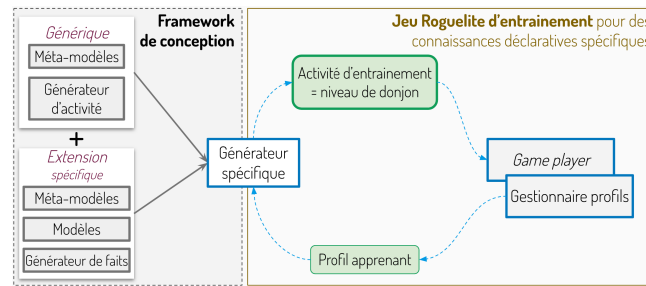 Framework
de conception
Générique
Méta-modèles
Générateur
d'activité
+
Extension
spécifique
Méta-modèles
Modèles
Générateur de faits
Générateur
spécifique
Jeu Roguelite d'entrainement pour des
connaissances déclaratives spécifiques
Activité d'entrainement
= niveau de donjon
Game player
Gestionnaire profils
Profil apprenant